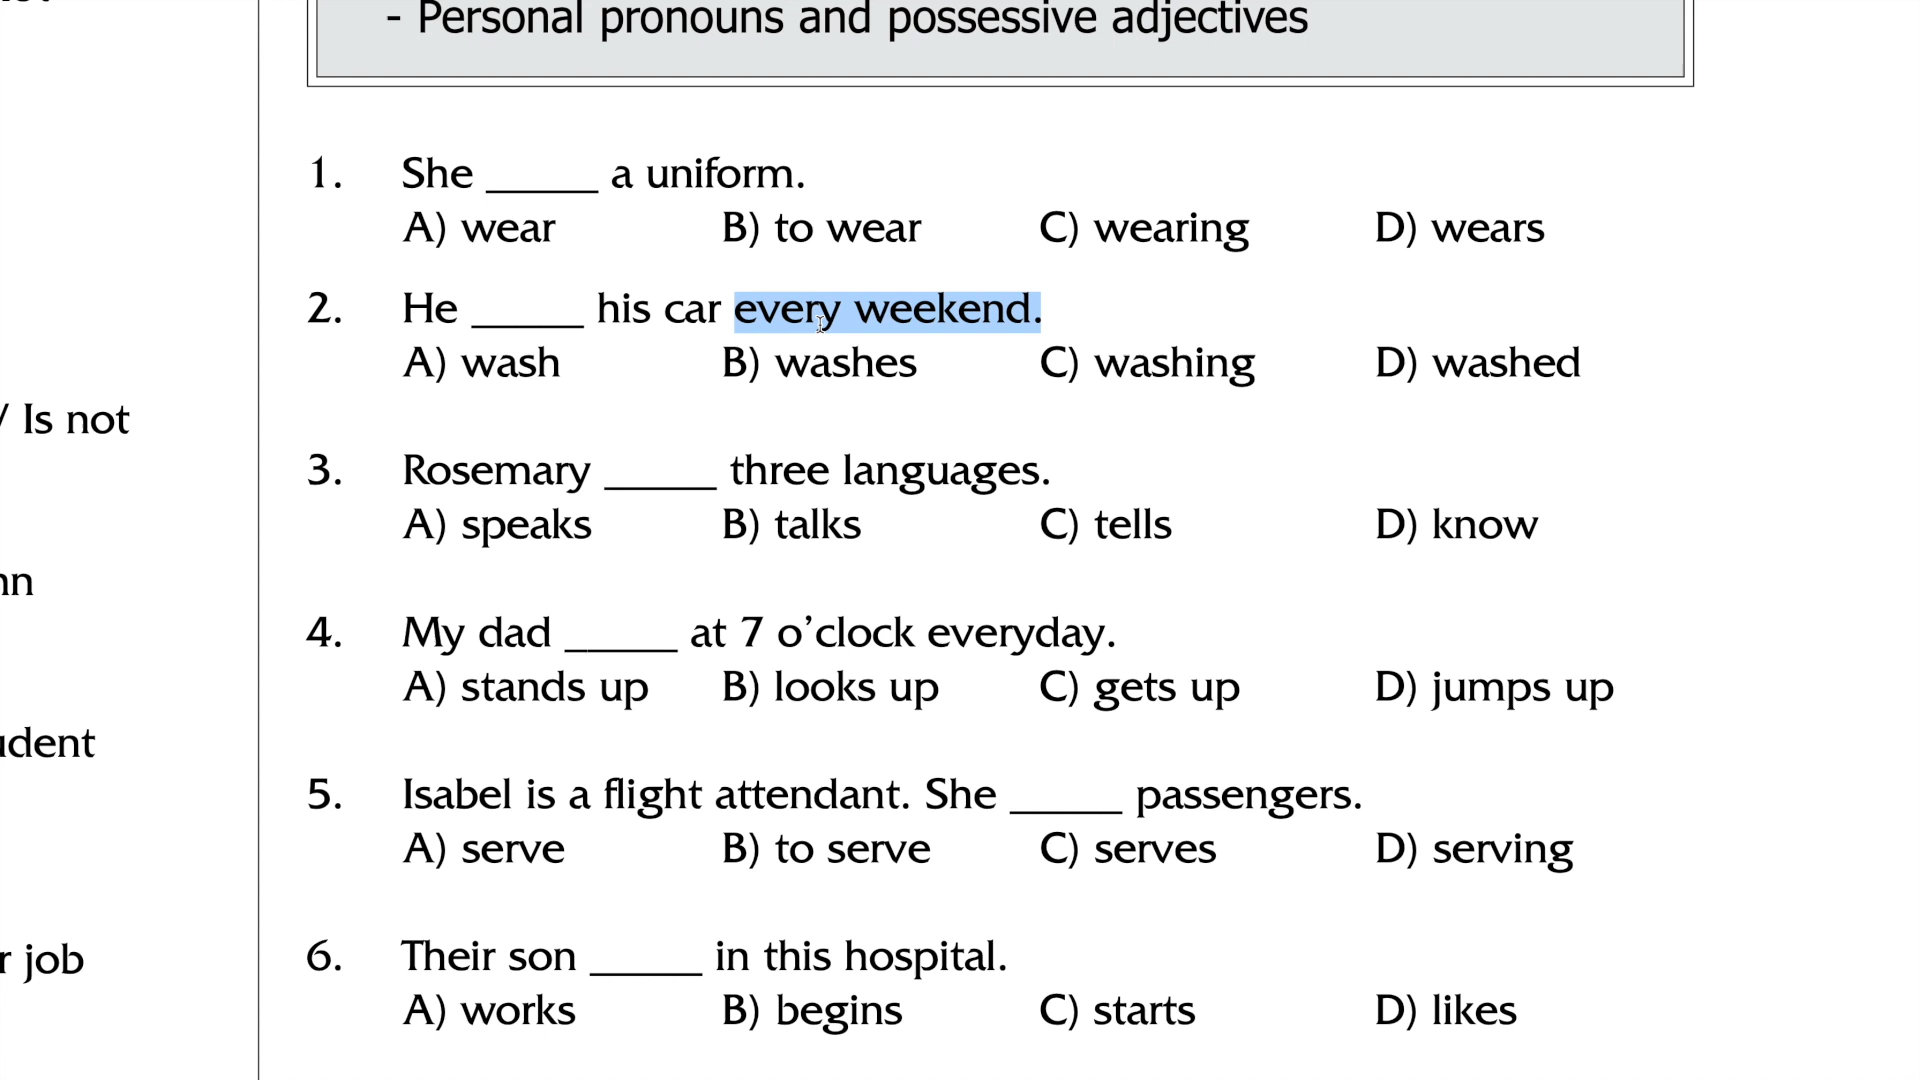 - Personal pronouns and possessive adjectives
1. She _____ a uniform.
A) wear B) to wear C) wearing D) wears
2. He _____ his car every weekend.
A) wash B) washes C) washing D) washed
/ Is not
3. Rosemary _____ three languages.
A) speaks B) talks C) tells D) know
4. My dad _____ at 7 o’clock everyday.
A) stands up B) looks up C) gets up D) jumps up
5. Isabel is a flight attendant. She _____ passengers.
A) serve B) to serve C) serves D) serving
r job
6. Their son _____ in this hospital.
A) works B) begins C) starts D) likes